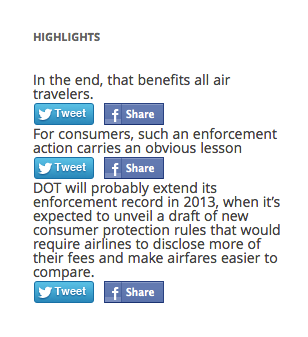 HIGHLIGHTS
In the end, that benefits all air
travelers.
Tweet Share
For consumers, such an enforcement
action carries an obvious lesson
Tweet Share
DOT will probably extend its
enforcement record in 2013, when it’s
expected to unveil a draft of new
consumer protection rules that would
require airlines to disclose more of
their fees and make airfares easier to
compare.
Tweet Share